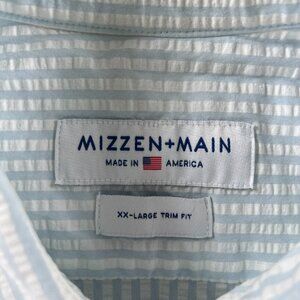 MIZZEN+MAIN
MADE IN AMERICA
XX-LARGE TRIM FIT